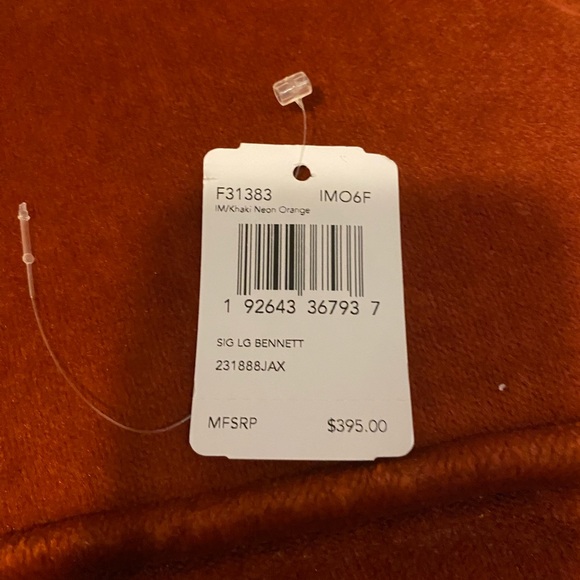 F31383 IMO6F
IM/Khaki Neon Orange
1 92643 36793 7
SIG LG BENNETT
231888JAX
MFSRP $395.00